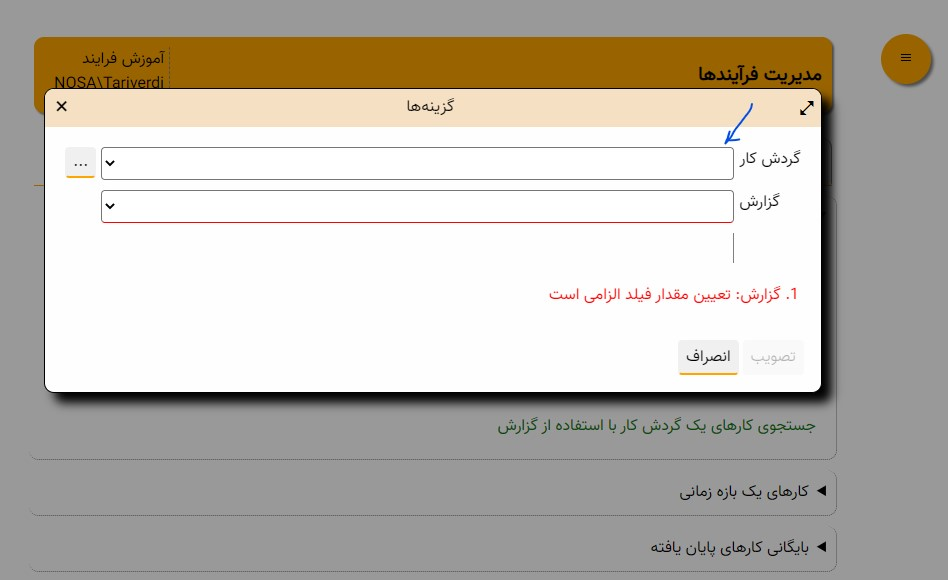 آموزش فرایند
مدیریت فرآیندها
NOSA\Tariverdi
گزینه‌ها
گردش کار
...
گزارش
1. گزارش: تعیین مقدار فیلد الزامی است
تصویب
انصراف
جستجوی کارهای یک گردش کار با استفاده از گزارش
کارهای یک بازه زمانی
بایگانی کارهای پایان یافته